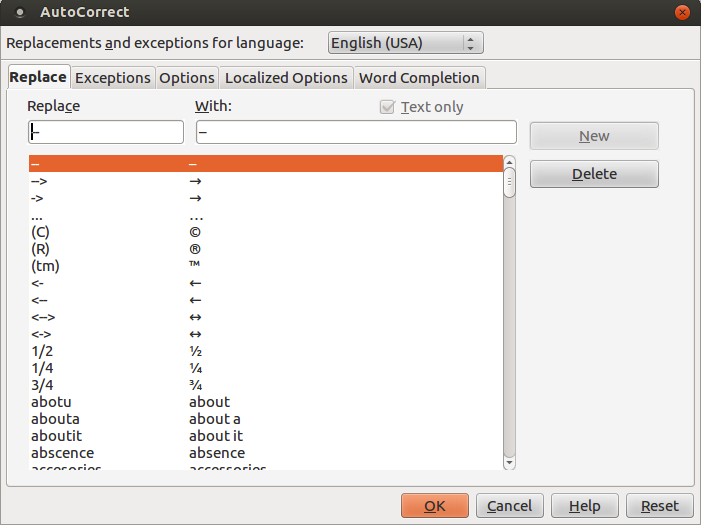 AutoCorrect
Replacements and exceptions for language: English (USA)
Replace Exceptions Options Localized Options Word Completion
Replace With: Text only
-- – New
-- –
--> →
-> →
... …
(C) ©
(R) ®
(tm) ™
<- ←
<-- ←
<--> ↔
<-> ↔
1/2 ½
1/4 ¼
3/4 ¾
abotu about
abouta about a
aboutit about it
abscence absence
accesories accessories
Delete
OK Cancel Help Reset